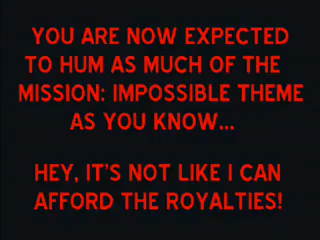 YOU ARE NOW EXPECTED
TO HUM AS MUCH OF THE
MISSION: IMPOSSIBLE THEME
AS YOU KNOW...
HEY, IT'S NOT LIKE I CAN
AFFORD THE ROYALTIES!